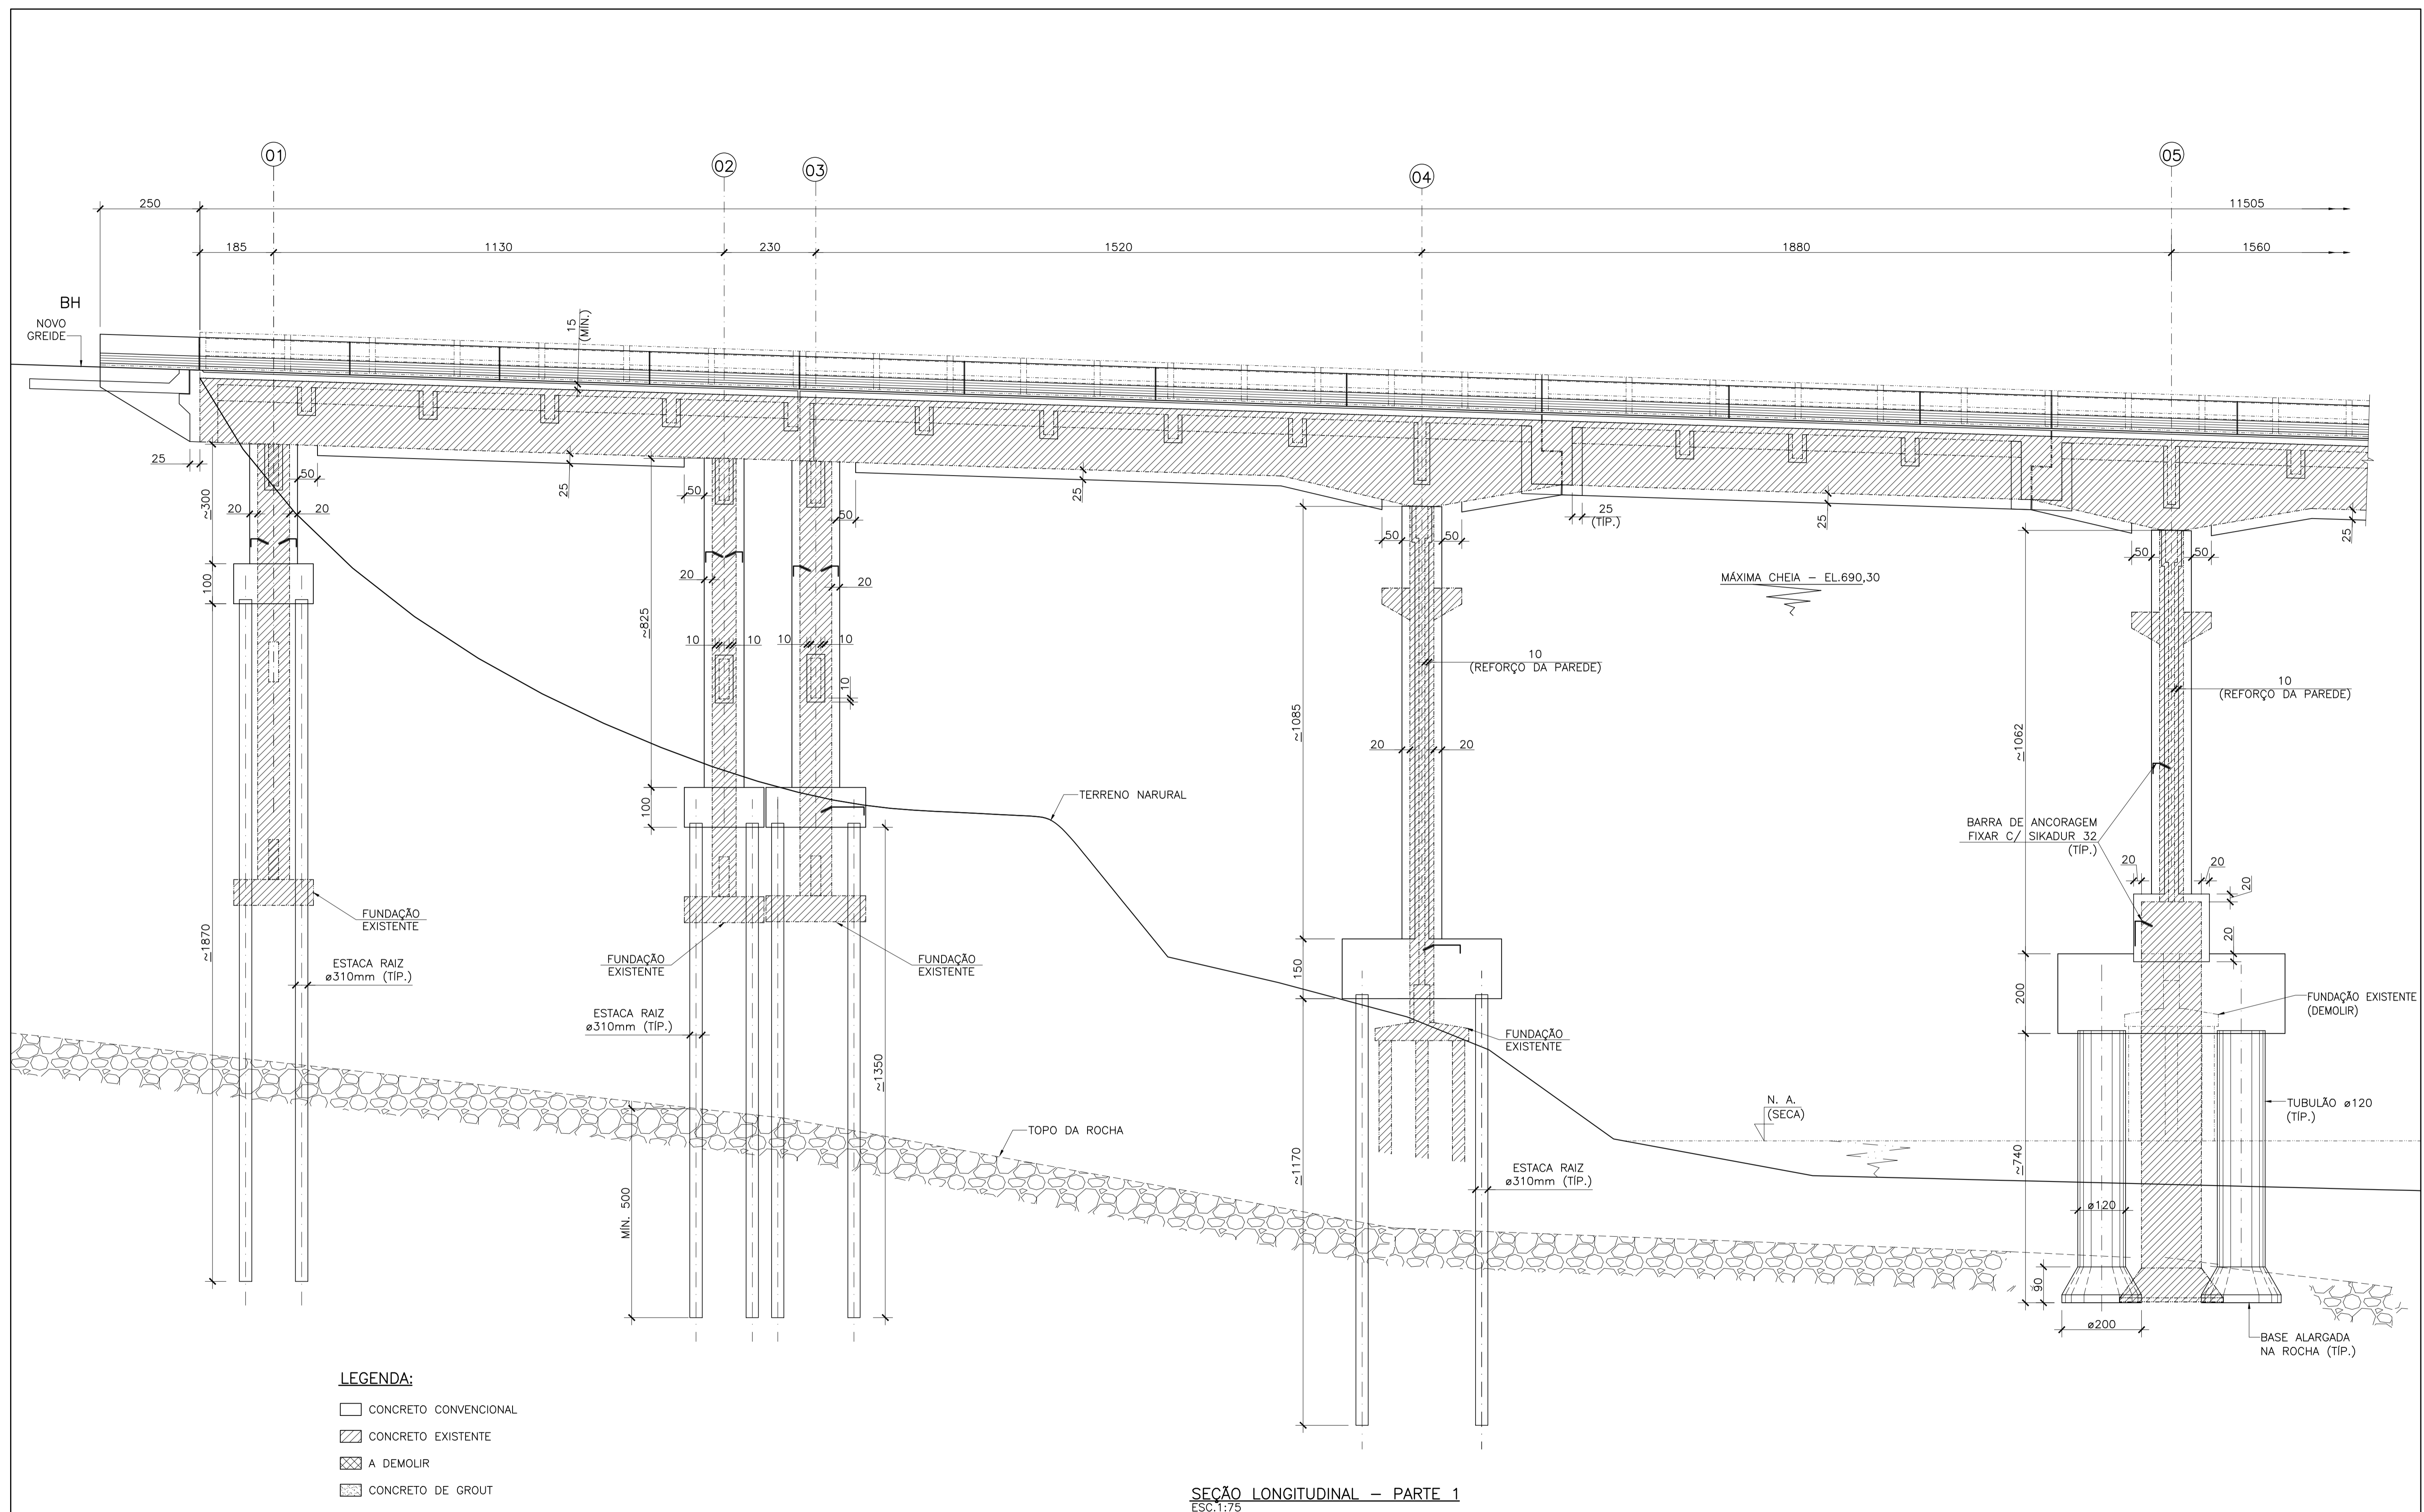 01
02
03
04
05
250
11505
185
1130
230
1520
1880
1560
BH
NOVO
GREIDE
15
(MÍN.)
25
~300
50
20
20
25
50
20
50
20
25
25
(TÍP.)
50
50
25
50
50
25
100
~825
10
10
10
10
10
MÁXIMA CHEIA – EL.690,30
10
(REFORÇO DA PAREDE)
10
(REFORÇO DA PAREDE)
~1085
20
20
~1062
100
TERRENO NARURAL
BARRA DE ANCORAGEM
FIXAR C/ SIKADUR 32
(TÍP.)
20
20
20
20
~1870
FUNDAÇÃO
EXISTENTE
ESTACA RAIZ
ø310mm (TÍP.)
FUNDAÇÃO
EXISTENTE
FUNDAÇÃO
EXISTENTE
150
200
FUNDAÇÃO EXISTENTE
(DEMOLIR)
ESTACA RAIZ
ø310mm (TÍP.)
FUNDAÇÃO
EXISTENTE
~1350
N. A.
(SECA)
TUBULÃO ø120
(TÍP.)
TOPO DA ROCHA
~1170
ESTACA RAIZ
ø310mm (TÍP.)
~740
MÍN. 500
ø120
90
ø200
BASE ALARGADA
NA ROCHA (TÍP.)
LEGENDA:
CONCRETO CONVENCIONAL
CONCRETO EXISTENTE
A DEMOLIR
CONCRETO DE GROUT
SEÇÃO LONGITUDINAL – PARTE 1
ESC.1:75